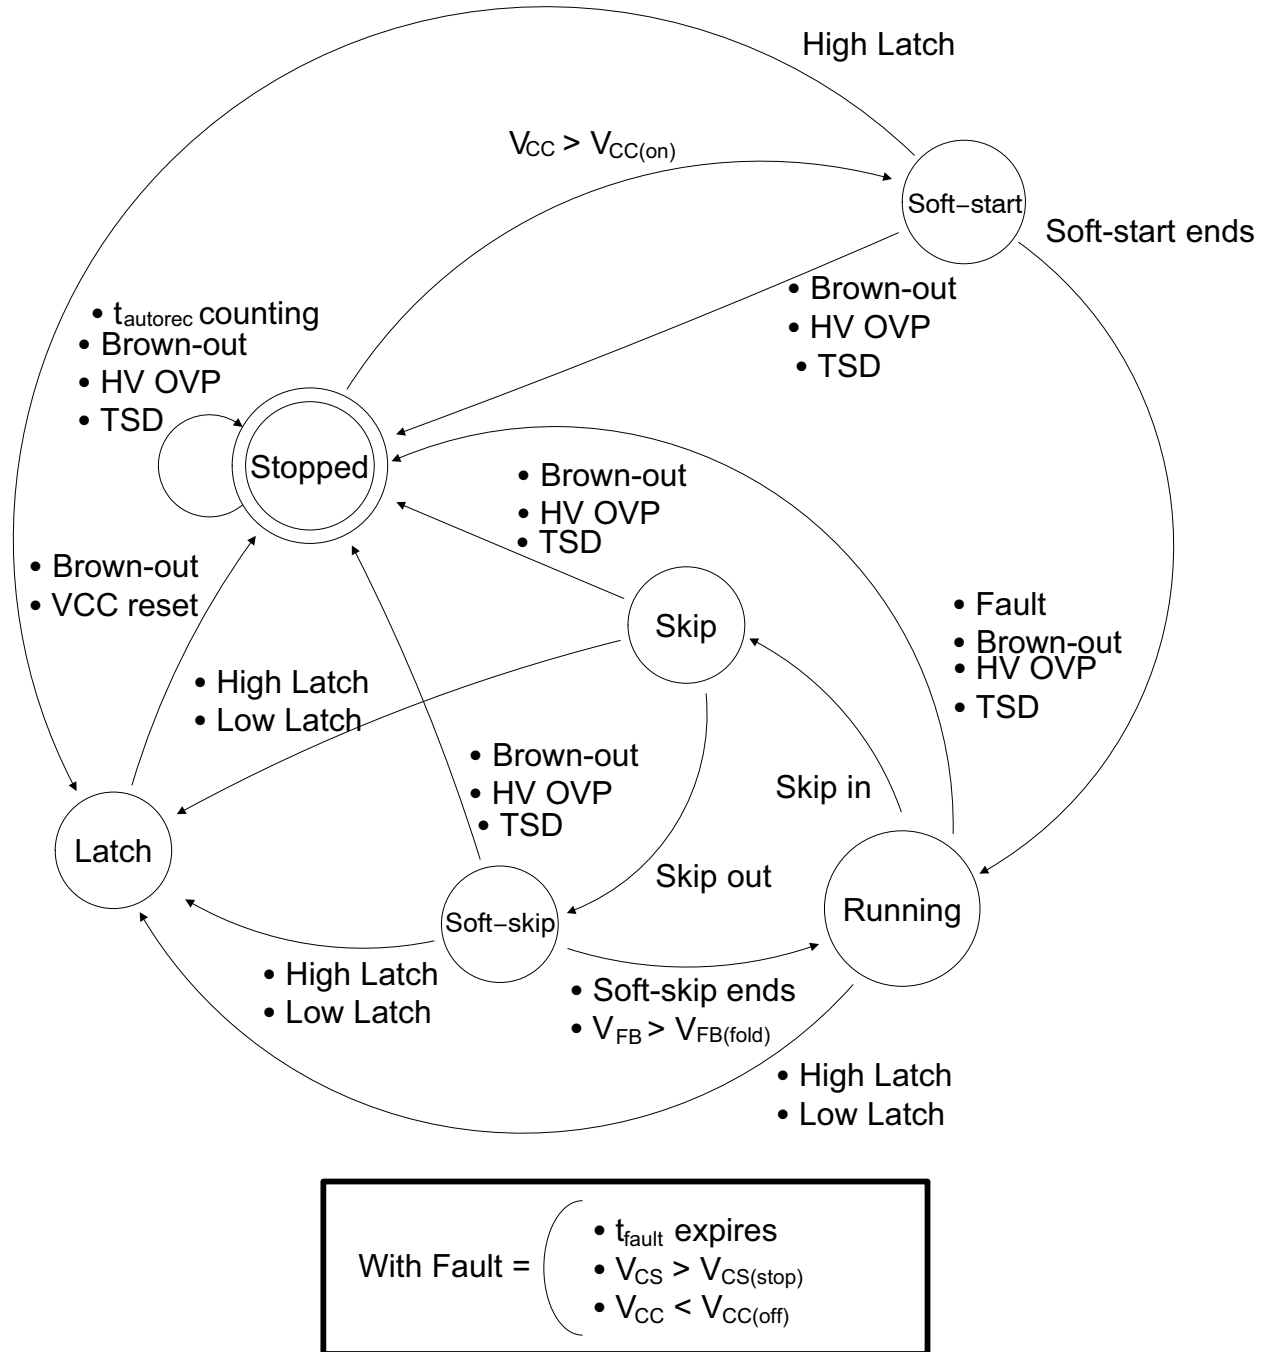 High Latch
V_CC > V_CC(on)
Soft–start
Soft-start ends
• Brown-out
• HV OVP
• TSD
• t_autorec counting
• Brown-out
• HV OVP
• TSD
Stopped
• Brown-out
• HV OVP
• TSD
• Brown-out
• VCC reset
Skip
• Fault
• Brown-out
• HV OVP
• TSD
• High Latch
• Low Latch
• Brown-out
• HV OVP
• TSD
Skip in
Latch
Skip out
Running
Soft–skip
• High Latch
• Low Latch
• Soft-skip ends
• V_FB > V_FB(fold)
• High Latch
• Low Latch
With Fault =
• t_fault expires
• V_CS > V_CS(stop)
• V_CC < V_CC(off)